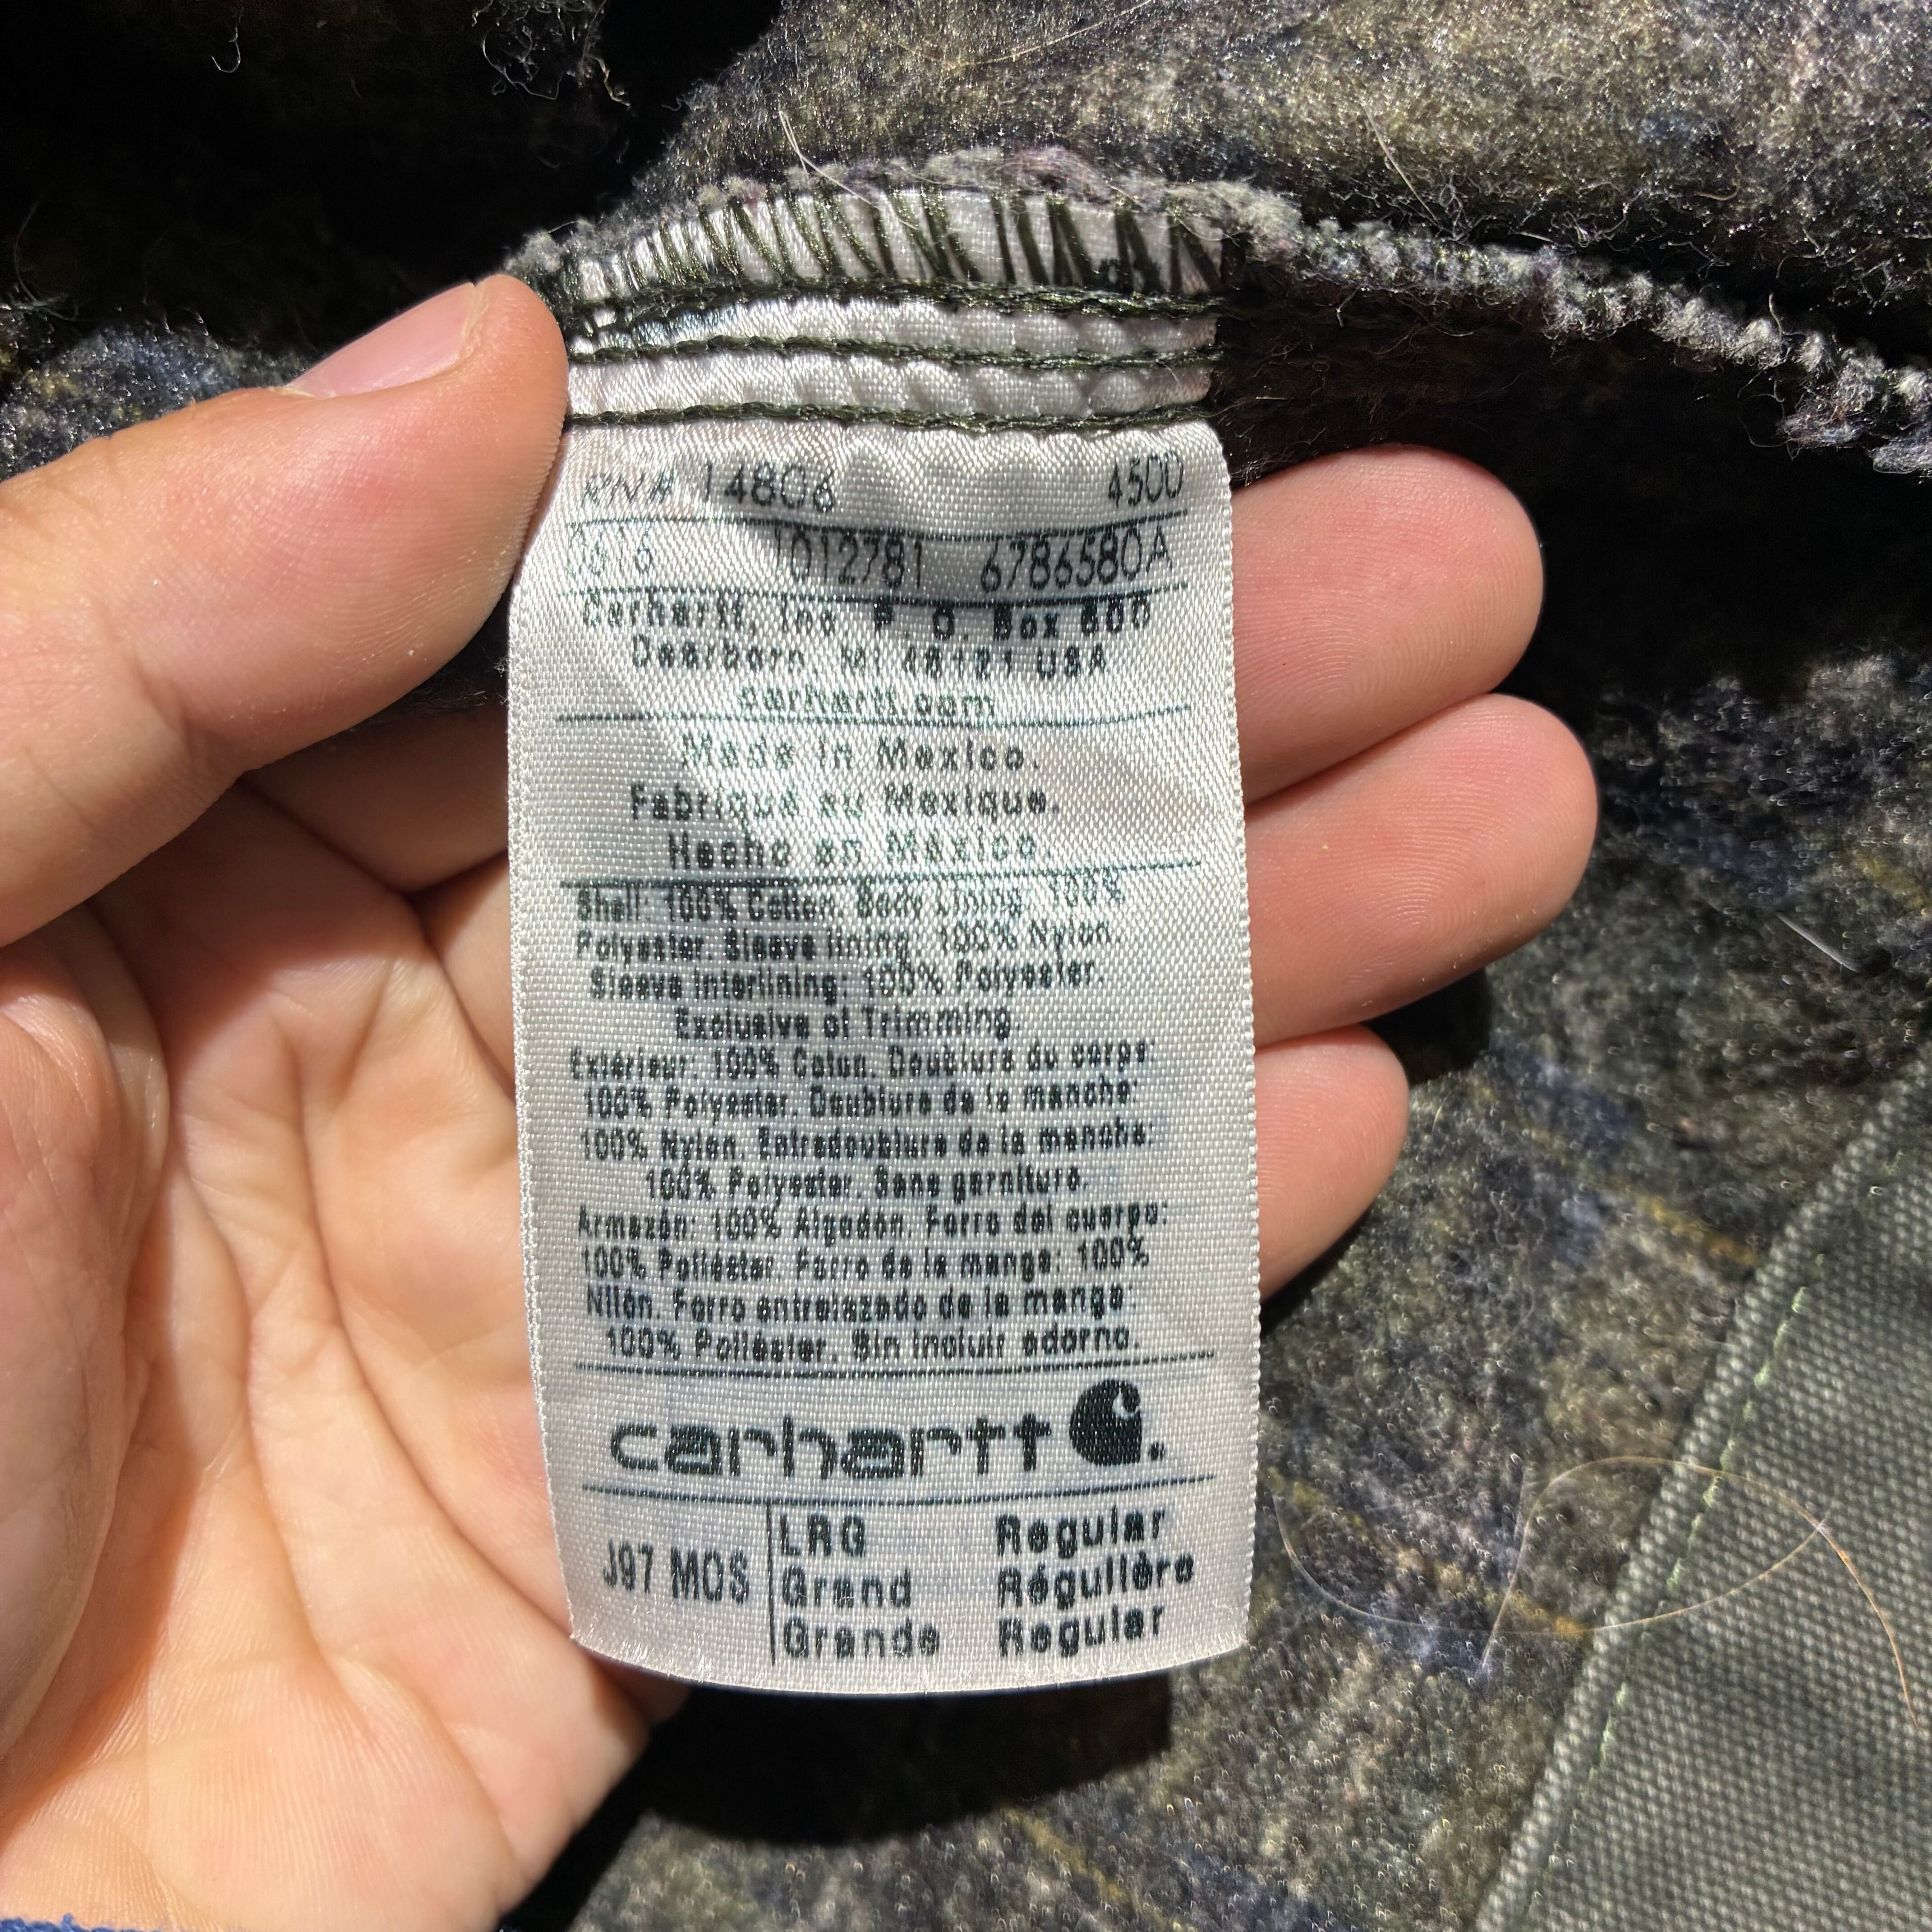 RN# 14806 4500
0616 1012781 6786580A
Carhartt, Inc. P. O. Box 600
Dearborn, MI 48121 USA
carhartt.com
Made in Mexico.
Fabriqué au Mexique.
Hecho en México
Shell: 100% Cotton. Body Lining: 100%
Polyester. Sleeve lining: 100% Nylon.
Sleeve interlining: 100% Polyester.
Exclusive of Trimming
Extérieur: 100% Coton. Doublure du corps:
100% Polyester. Doublure de la manche:
100% Nylon. Entredoublure de la manche:
100% Polyester. Sans garniture.
Armazón: 100% Algodón. Forro del cuerpo:
100% Poliéster. Forro de la manga: 100%
Nilón. Forro entrelazado de la manga:
100% Poliéster. Sin incluir adorno.
carhartt
J97 MOS LRG Regular
Grand Régulière
Grande Regular